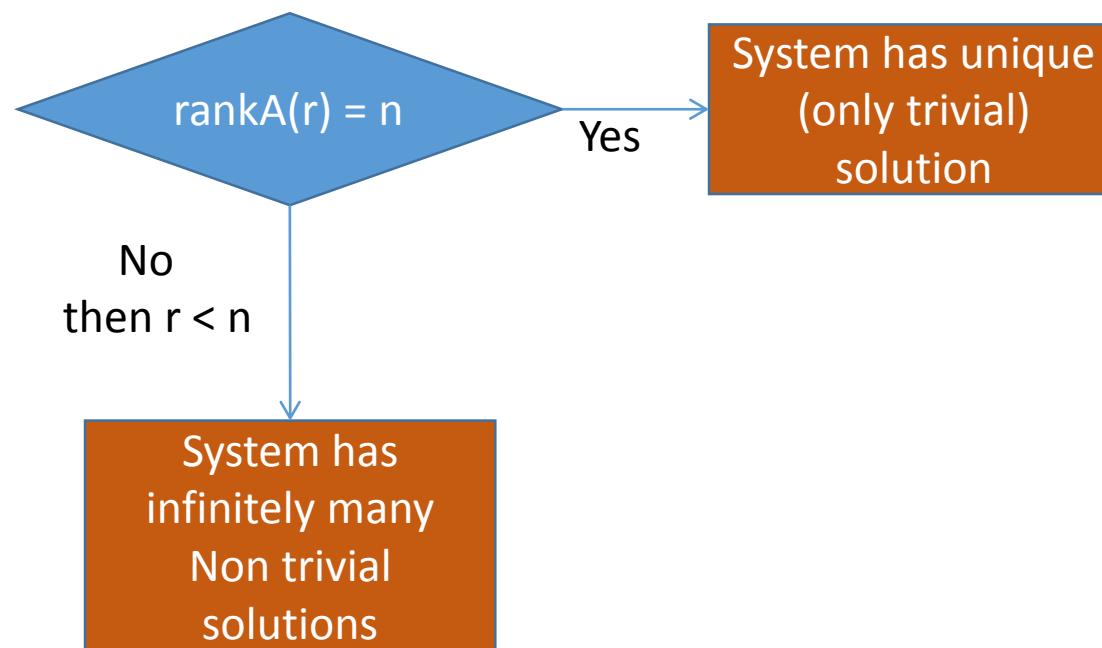 rankA(r) = n
Yes
System has unique
(only trivial)
solution
No
then r < n
System has
infinitely many
Non trivial
solutions